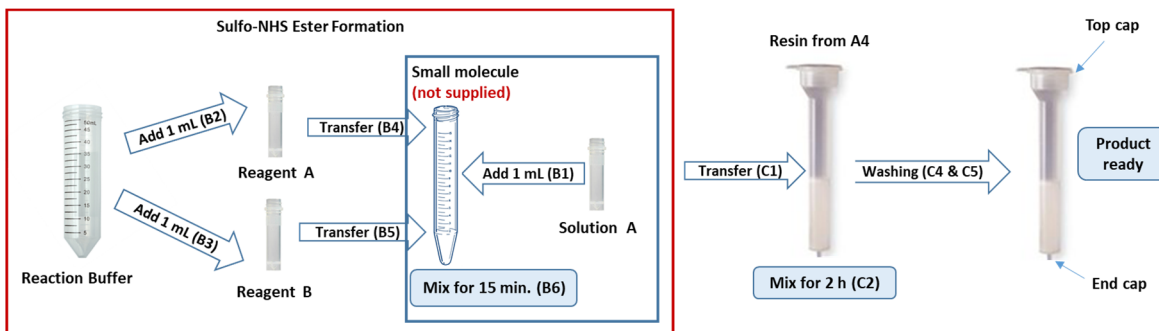 Sulfo-NHS Ester Formation
Reaction Buffer
Add 1 mL (B2)
Add 1 mL (B3)
Reagent A
Reagent B
Transfer (B4)
Transfer (B5)
Small molecule
(not supplied)
Add 1 mL (B1)
Solution A
Mix for 15 min. (B6)
Transfer (C1)
Resin from A4
Mix for 2 h (C2)
Washing (C4 & C5)
Top cap
End cap
Product
ready